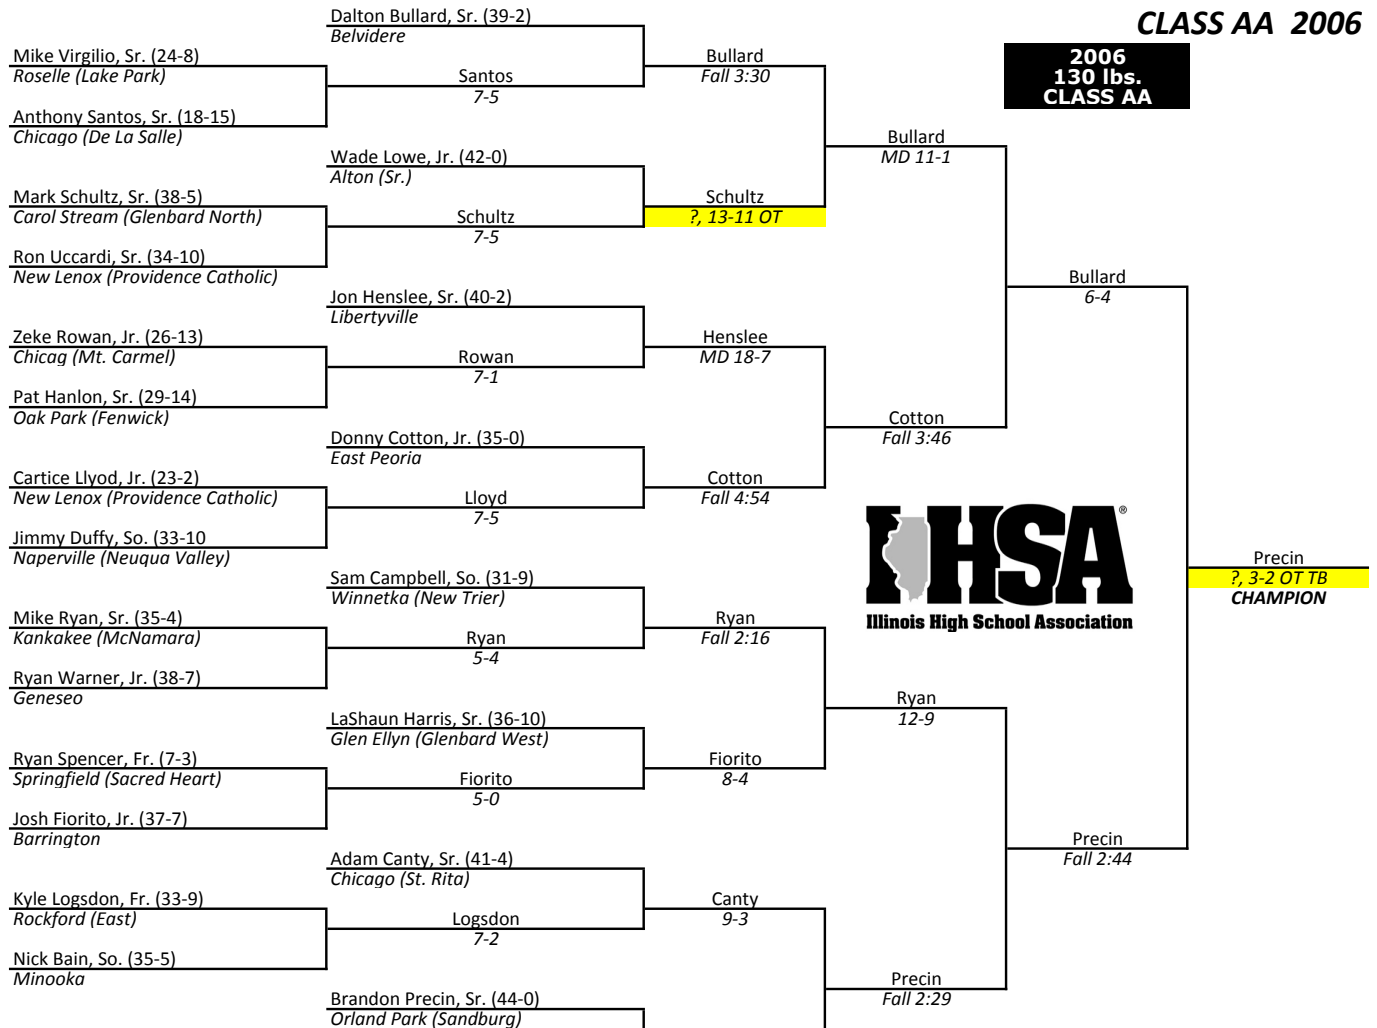 CLASS AA 2006
2006
130 lbs.
CLASS AA
Dalton Bullard, Sr. (39-2)
Belvidere
Mike Virgilio, Sr. (24-8)
Roselle (Lake Park)
Santos
7-5
Anthony Santos, Sr. (18-15)
Chicago (De La Salle)
Bullard
Fall 3:30
Wade Lowe, Jr. (42-0)
Alton (Sr.)
Mark Schultz, Sr. (38-5)
Carol Stream (Glenbard North)
Schultz
7-5
Ron Uccardi, Sr. (34-10)
New Lenox (Providence Catholic)
Schultz
?, 13-11 OT
Bullard
MD 11-1
Jon Henslee, Sr. (40-2)
Libertyville
Zeke Rowan, Jr. (26-13)
Chicag (Mt. Carmel)
Rowan
7-1
Pat Hanlon, Sr. (29-14)
Oak Park (Fenwick)
Henslee
MD 18-7
Donny Cotton, Jr. (35-0)
East Peoria
Cartice Llyod, Jr. (23-2)
New Lenox (Providence Catholic)
Lloyd
7-5
Jimmy Duffy, So. (33-10
Naperville (Neuqua Valley)
Cotton
Fall 4:54
Cotton
Fall 3:46
Bullard
6-4
Sam Campbell, So. (31-9)
Winnetka (New Trier)
Mike Ryan, Sr. (35-4)
Kankakee (McNamara)
Ryan
5-4
Ryan Warner, Jr. (38-7)
Geneseo
Ryan
Fall 2:16
LaShaun Harris, Sr. (36-10)
Glen Ellyn (Glenbard West)
Ryan Spencer, Fr. (7-3)
Springfield (Sacred Heart)
Fiorito
5-0
Josh Fiorito, Jr. (37-7)
Barrington
Fiorito
8-4
Ryan
12-9
Adam Canty, Sr. (41-4)
Chicago (St. Rita)
Kyle Logsdon, Fr. (33-9)
Rockford (East)
Logsdon
7-2
Nick Bain, So. (35-5)
Minooka
Canty
9-3
Brandon Precin, Sr. (44-0)
Orland Park (Sandburg)
Precin
Fall 2:29
Precin
Fall 2:44
IHSA®
Illinois High School Association
Precin
?, 3-2 OT TB
CHAMPION